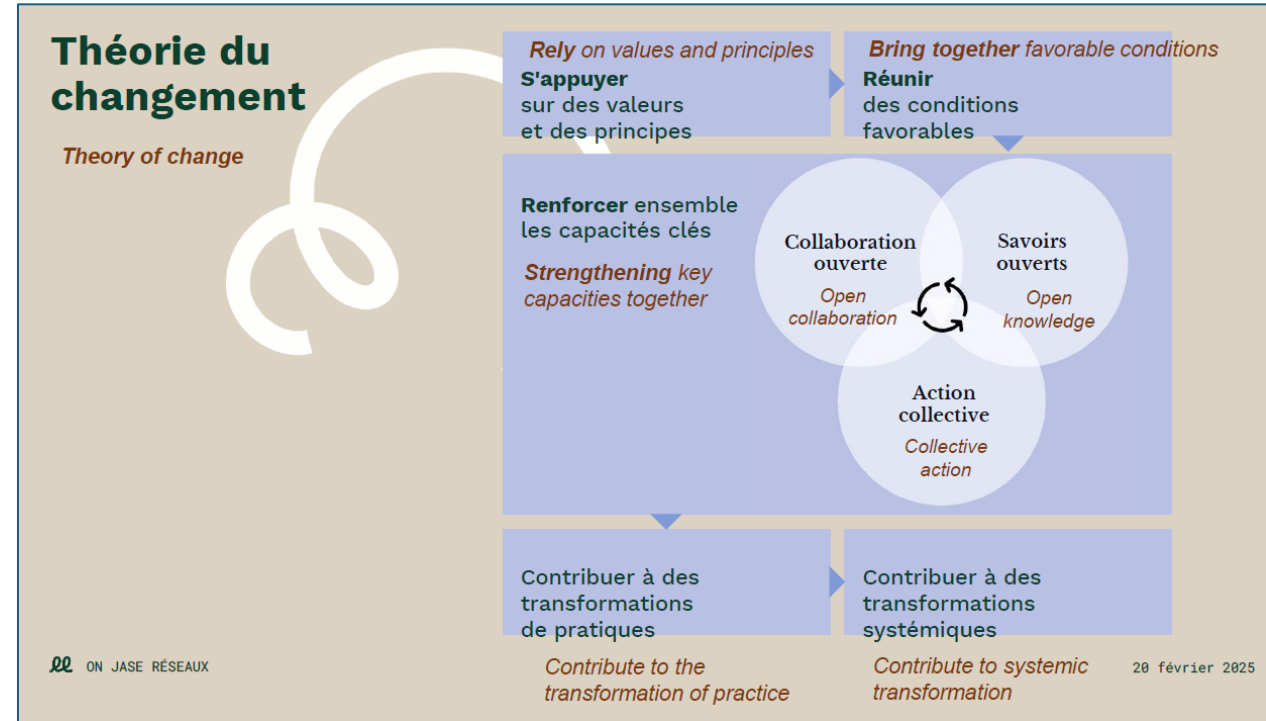 Théorie du
changement
Theory of change
Rely on values and principles
S'appuyer
sur des valeurs
et des principes
Bring together favorable conditions
Réunir
des conditions
favorables
Renforcer ensemble
les capacités clés
Strengthening key
capacities together
Collaboration
ouverte
Open
collaboration
Savoirs
ouverts
Open
knowledge
Action
collective
Collective
action
Contribuer à des
transformations
de pratiques
Contribute to the
transformation of practice
Contribuer à des
transformations
systémiques
Contribute to systemic
transformation
ON JASE RÉSEAUX
20 février 2025